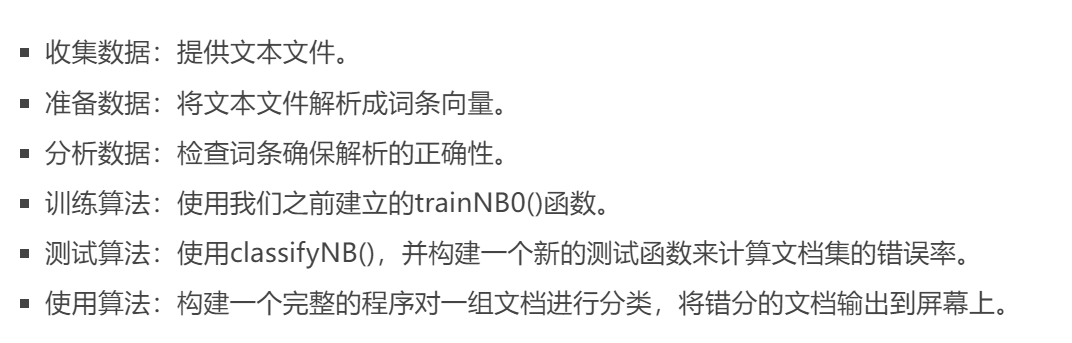 ▪ 收集数据：提供文本文件。
▪ 准备数据：将文本文件解析成词条向量。
▪ 分析数据：检查词条确保解析的正确性。
▪ 训练算法：使用我们之前建立的trainNB0()函数。
▪ 测试算法：使用classifyNB()，并构建一个新的测试函数来计算文档集的错误率。
▪ 使用算法：构建一个完整的程序对一组文档进行分类，将错分的文档输出到屏幕上。